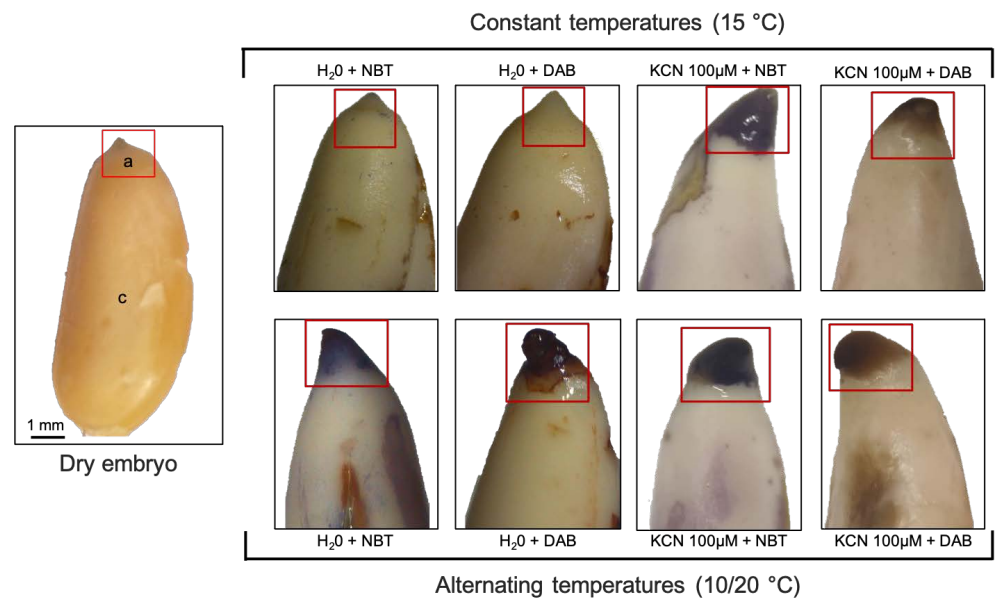 Constant temperatures (15 °C)
H₂0 + NBT
H₂0 + DAB
KCN 100µM + NBT
KCN 100µM + DAB
a
c
1 mm
Dry embryo
H₂0 + NBT
H₂0 + DAB
KCN 100µM + NBT
KCN 100µM + DAB
Alternating temperatures (10/20 °C)